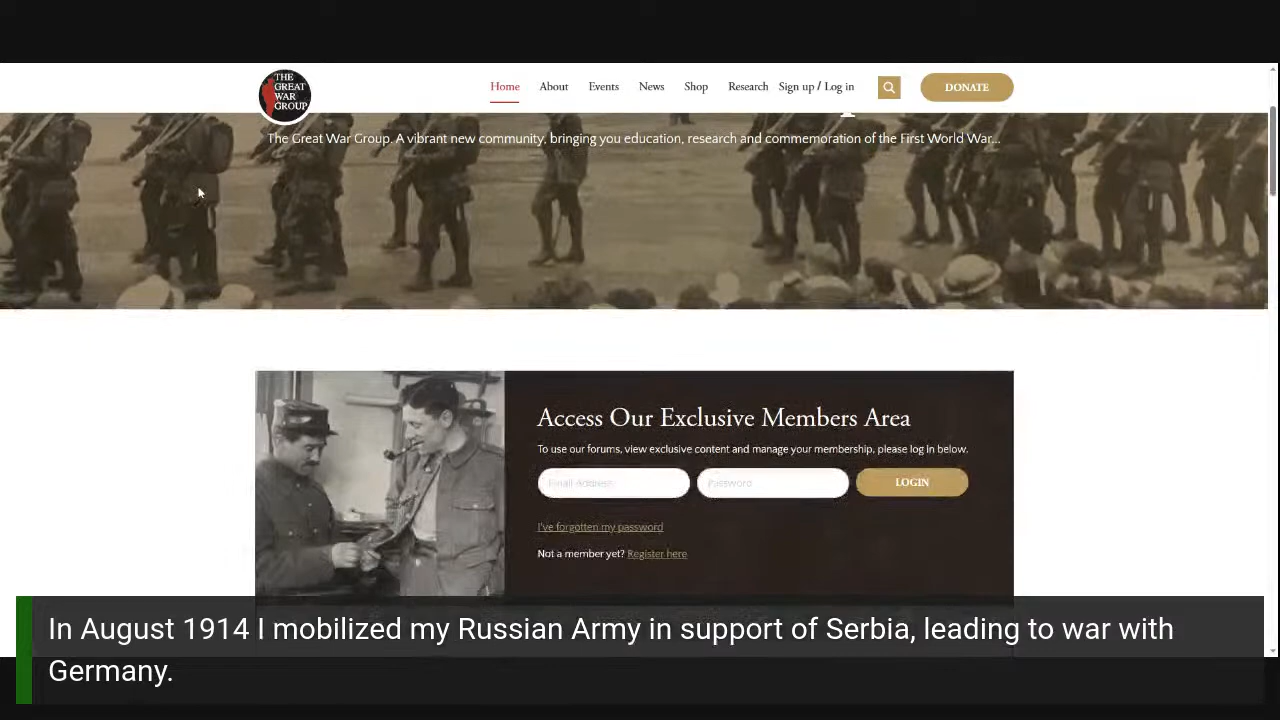 THE
GREAT
WAR
GROUP
Home About Events News Shop Research Sign up / Log in DONATE
The Great War Group. A vibrant new community, bringing you education, research and commemoration of the First World War...
Access Our Exclusive Members Area
To use our forums, view exclusive content and manage your membership, please log in below.
Email Address Password LOGIN
I've forgotten my password
Not a member yet? Register here
In August 1914 I mobilized my Russian Army in support of Serbia, leading to war with
Germany.